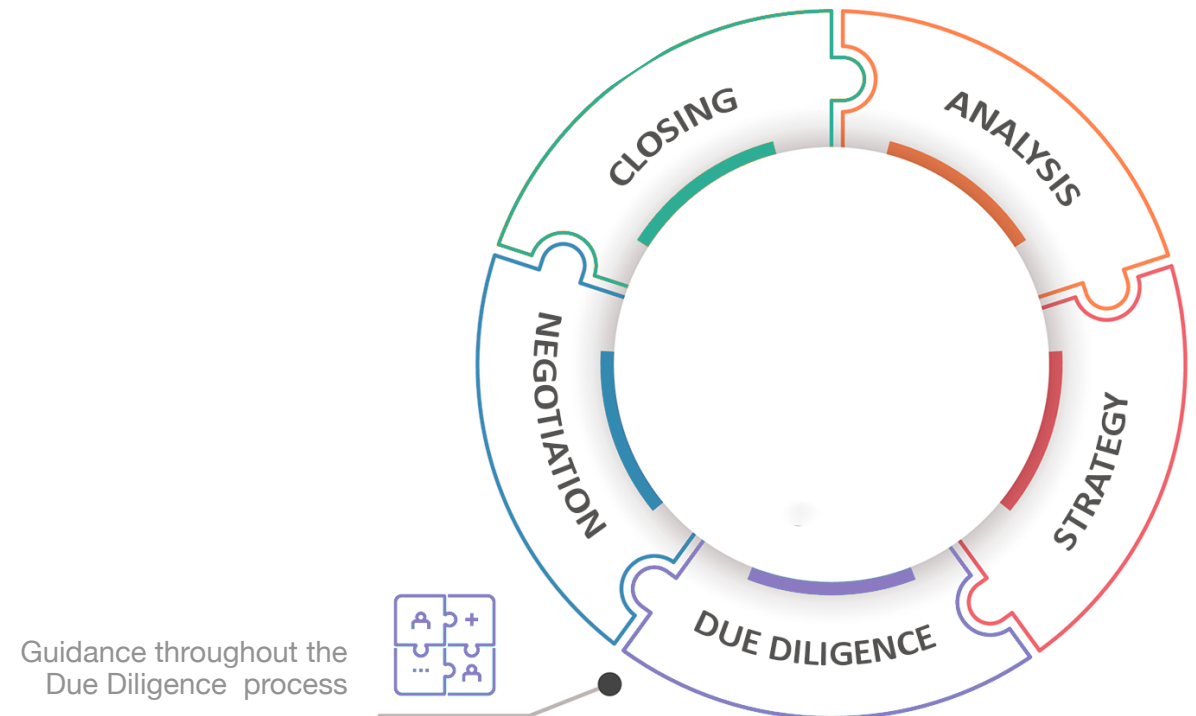 CLOSING
ANALYSIS
NEGOTIATION
STRATEGY
DUE DILIGENCE
Guidance throughout the
Due Diligence process